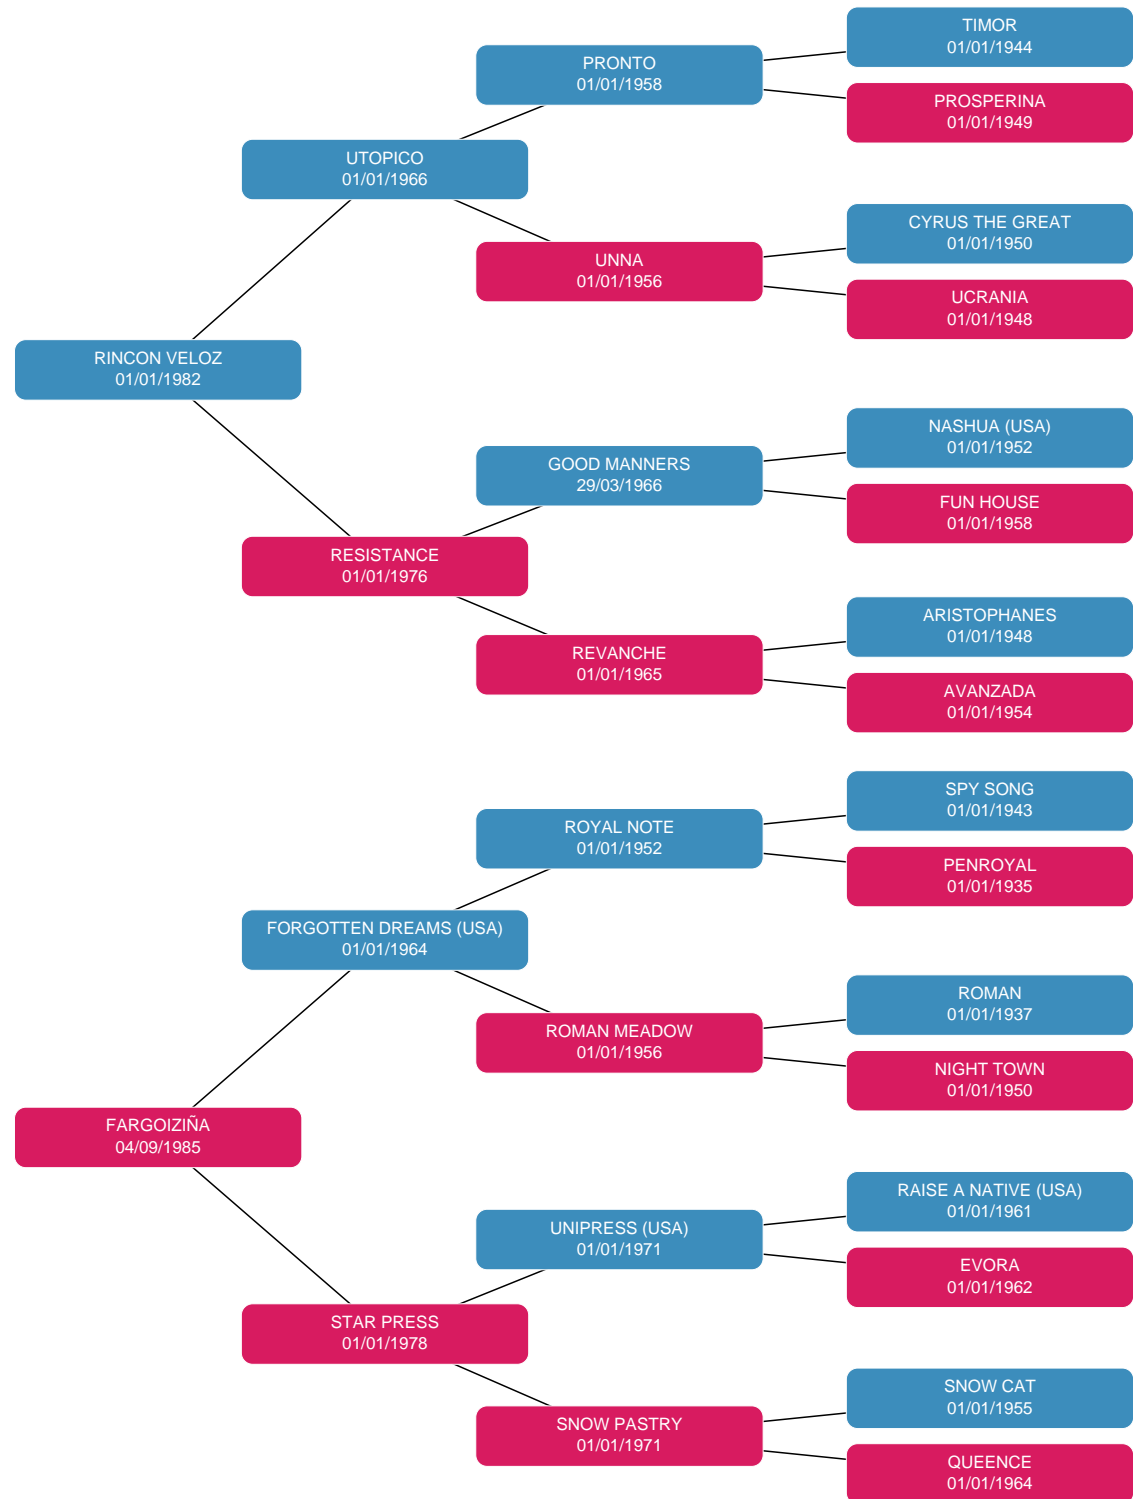 TIMOR
01/01/1944
PRONTO
01/01/1958
PROSPERINA
01/01/1949
UTOPICO
01/01/1966
CYRUS THE GREAT
01/01/1950
UNNA
01/01/1956
UCRANIA
01/01/1948
RINCON VELOZ
01/01/1982
NASHUA (USA)
01/01/1952
GOOD MANNERS
29/03/1966
FUN HOUSE
01/01/1958
RESISTANCE
01/01/1976
ARISTOPHANES
01/01/1948
REVANCHE
01/01/1965
AVANZADA
01/01/1954
SPY SONG
01/01/1943
ROYAL NOTE
01/01/1952
PENROYAL
01/01/1935
FORGOTTEN DREAMS (USA)
01/01/1964
ROMAN
01/01/1937
ROMAN MEADOW
01/01/1956
NIGHT TOWN
01/01/1950
FARGOIZIÑA
04/09/1985
RAISE A NATIVE (USA)
01/01/1961
UNIPRESS (USA)
01/01/1971
EVORA
01/01/1962
STAR PRESS
01/01/1978
SNOW CAT
01/01/1955
SNOW PASTRY
01/01/1971
QUEENCE
01/01/1964